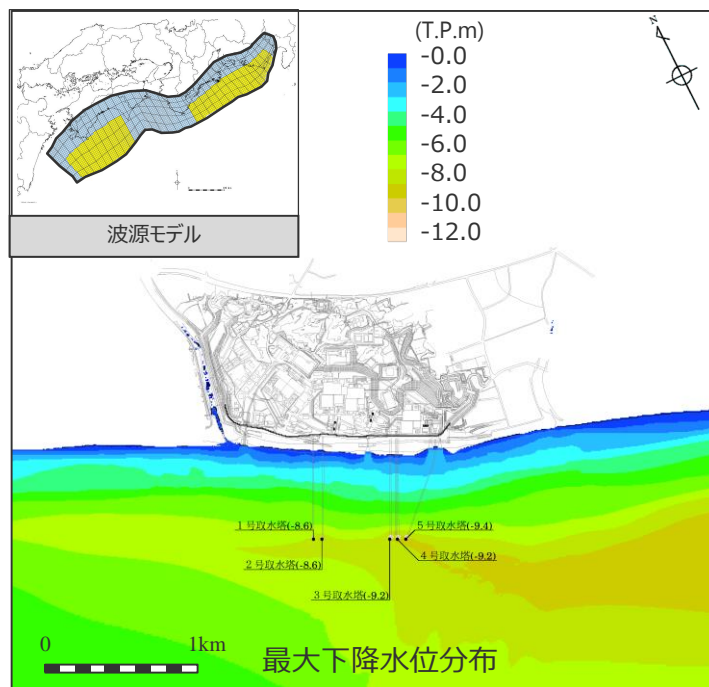 波源モデル
(T.P.m)
-0.0
-2.0
-4.0
-6.0
-8.0
-10.0
-12.0
N
1号取水塔(-8.6)
2号取水塔(-8.6)
3号取水塔(-9.2)
5号取水塔(-9.4)
4号取水塔(-9.2)
0 1km
最大下降水位分布